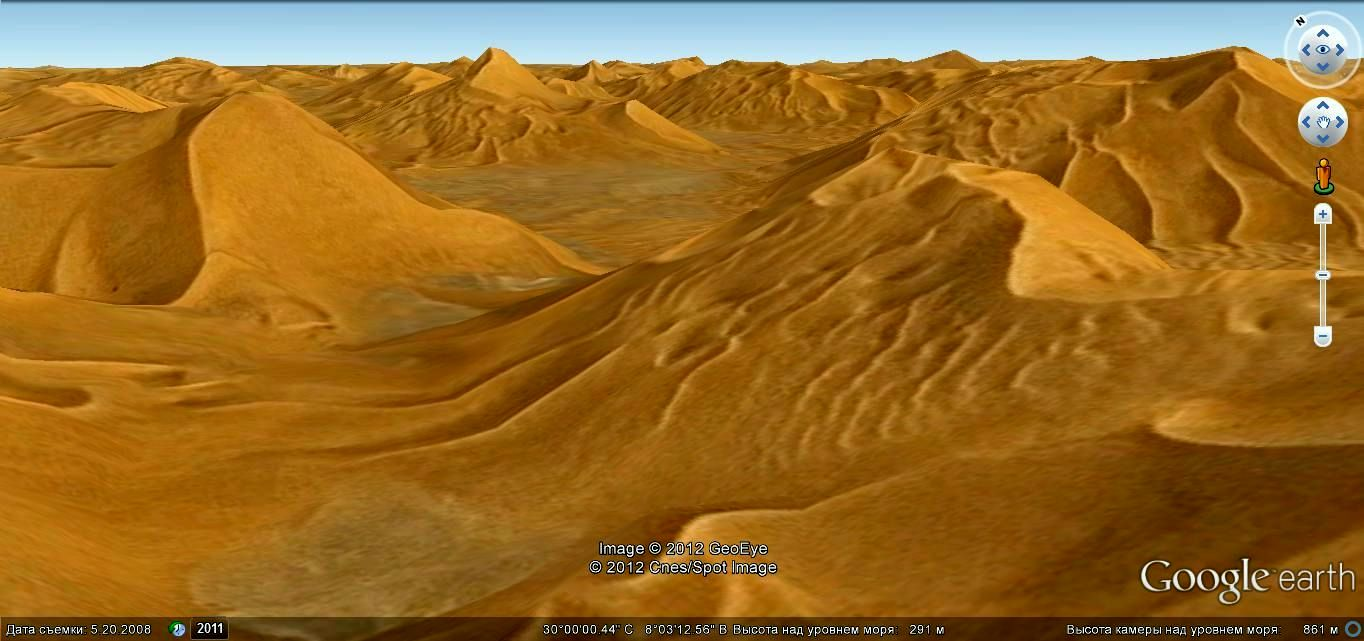 N
Image © 2012 GeoEye
© 2012 Cnes/Spot Image
Google earth
Дата съемки: 5.20.2008 2011 30°00'00.44" С 8°03'12.56" В Высота над уровнем моря: 291 м Высота камеры над уровнем моря: 861 м